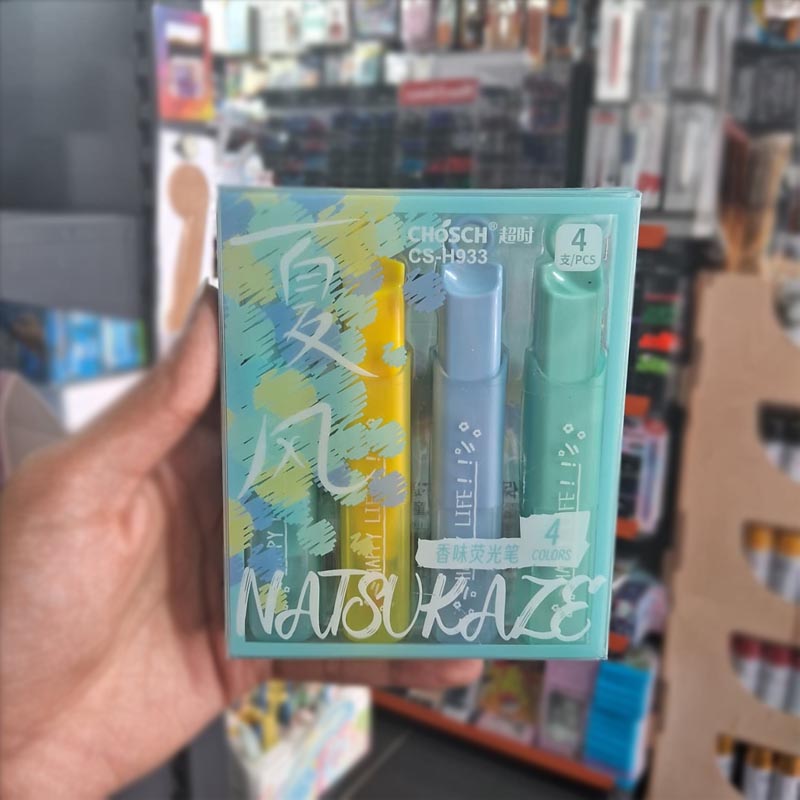 夏风
CHOSCH® 超时
CS-H933
4
支/PCS
PY
HAPPY LIFE!
LIFE!
LIFE!
香味荧光笔
4
COLORS
NATSUKAZE